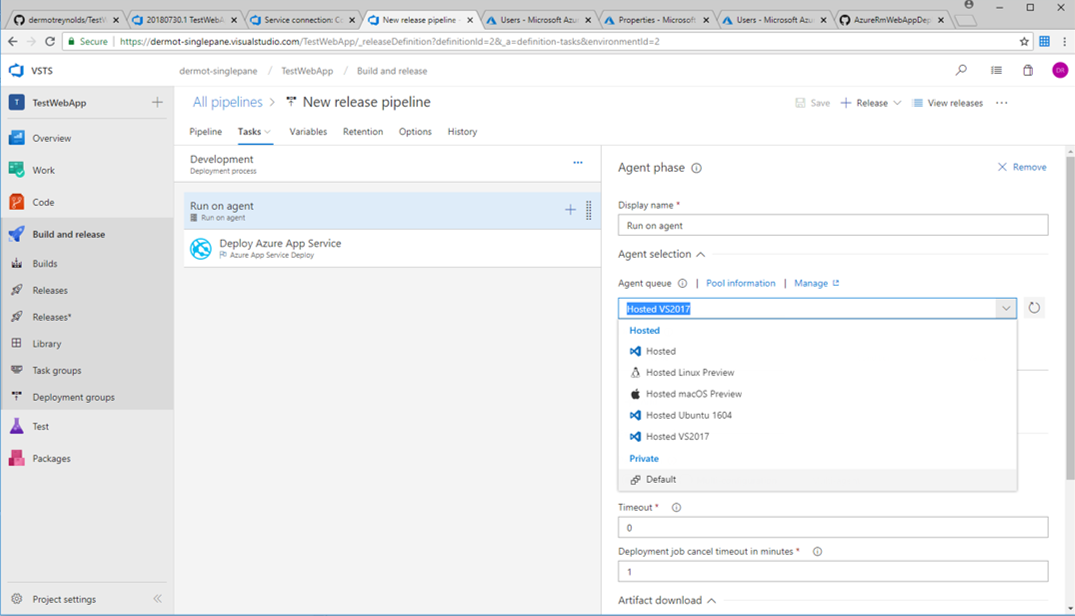 dermotreynolds/TestW
20180730.1 TestWebA
Service connection: C
New release pipeline -
Users - Microsoft Azu
Properties - Microsoft
Users - Microsoft Azu
AzureRmWebAppDep
Secure | https://dermot-singlepane.visualstudio.com/TestWebApp/_releaseDefinition?definitionId=2&_a=definition-tasks&environmentId=2
VSTS
dermot-singlepane / TestWebApp / Build and release
DR
T TestWebApp
All pipelines > New release pipeline
Save
Release
View releases
Pipeline
Tasks
Variables
Retention
Options
History
Overview
Work
Code
Build and release
Builds
Releases
Releases*
Library
Task groups
Deployment groups
Test
Packages
Project settings
Development
Deployment process
Run on agent
Run on agent
Deploy Azure App Service
Azure App Service Deploy
Agent phase
Remove
Display name *
Run on agent
Agent selection
Agent queue | Pool information | Manage
Hosted VS2017
Hosted
Hosted
Hosted Linux Preview
Hosted macOS Preview
Hosted Ubuntu 1604
Hosted VS2017
Private
Default
Timeout *
0
Deployment job cancel timeout in minutes *
1
Artifact download